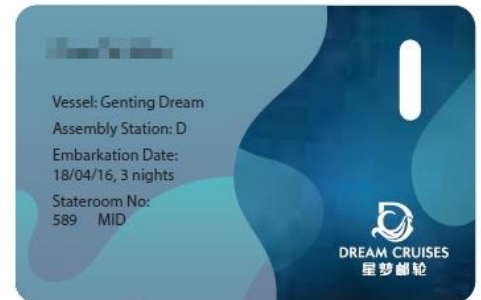 Vessel: Genting Dream
Assembly Station: D
Embarkation Date:
18/04/16, 3 nights
Stateroom No:
589 MID
DREAM CRUISES
星梦邮轮